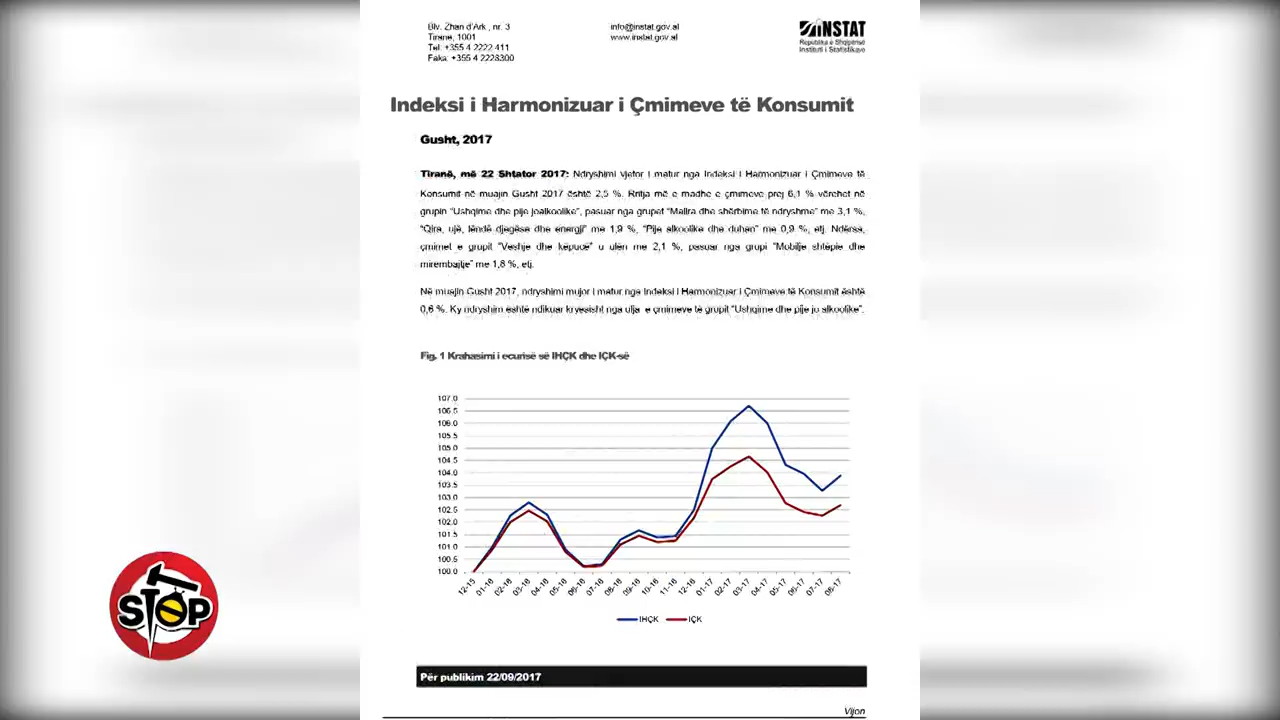 Blv. Zhan d'Ark , nr. 3
Tirane, 1001
Tel: +355 4 2222 411
Faks: +355 4 2228300
info@instat.gov.al
www.instat.gov.al
INSTAT
Republika e Shqipërisë
Instituti i Statistikave
Indeksi i Harmonizuar i Çmimeve të Konsumit
Gusht, 2017
Tiranë, më 22 Shtator 2017: Ndryshimi vjetor i matur nga Indeksi i Harmonizuar i Çmimeve të
Konsumit në muajin Gusht 2017 është 2,5 %. Rritja më e madhe e çmimeve prej 6,1 % vërehet në
grupin "Ushqime dhe pije joalkoolike", pasuar nga grupet "Mallra dhe shërbime të ndryshme" me 3,1 %,
"Qira, ujë, lëndë djegëse dhe energji" me 1,9 %, "Pije alkoolike dhe duhan" me 0,9 %, etj. Ndërsa,
çmimet e grupit "Veshje dhe këpucë" u ulën me 2,1 %, pasuar nga grupi "Mobilje shtëpie dhe
mirembajtje" me 1,8 %, etj.
Në muajin Gusht 2017, ndryshimi mujor i matur nga Indeksi i Harmonizuar i Çmimeve të Konsumit është
0,6 %. Ky ndryshim është ndikuar kryesisht nga ulja e çmimeve të grupit "Ushqime dhe pije jo alkoolike".
Fig. 1 Krahasimi i ecurisë së IHÇK dhe IÇK-së
107.0
106.5
106.0
105.5
105.0
104.5
104.0
103.5
103.0
102.5
102.0
101.5
101.0
100.5
100.0
12-15 01-16 02-16 03-16 04-16 05-16 06-16 07-16 08-16 09-16 10-16 11-16 12-16 01-17 02-17 03-17 04-17 05-17 06-17 07-17 08-17
IHÇK IÇK
STOP
Për publikim 22/09/2017
Vijon